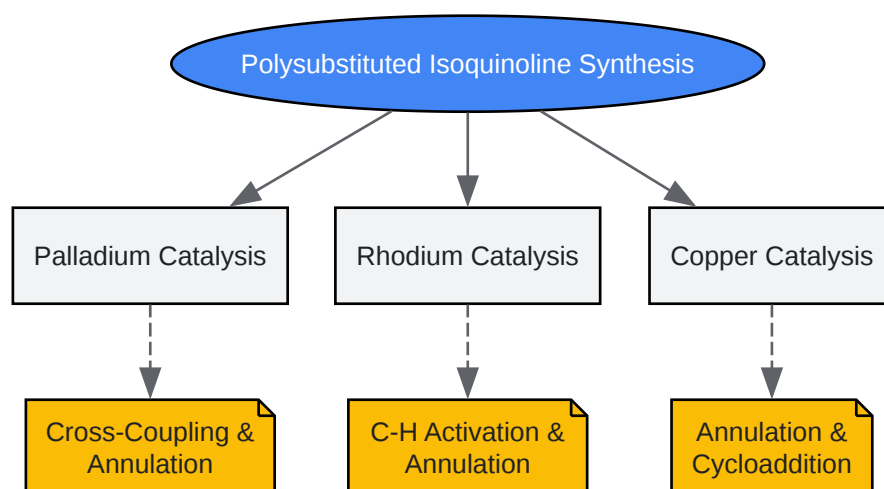 Polysubstituted Isoquinoline Synthesis
Palladium Catalysis
Rhodium Catalysis
Copper Catalysis
Cross-Coupling &
Annulation
C-H Activation &
Annulation
Annulation &
Cycloaddition